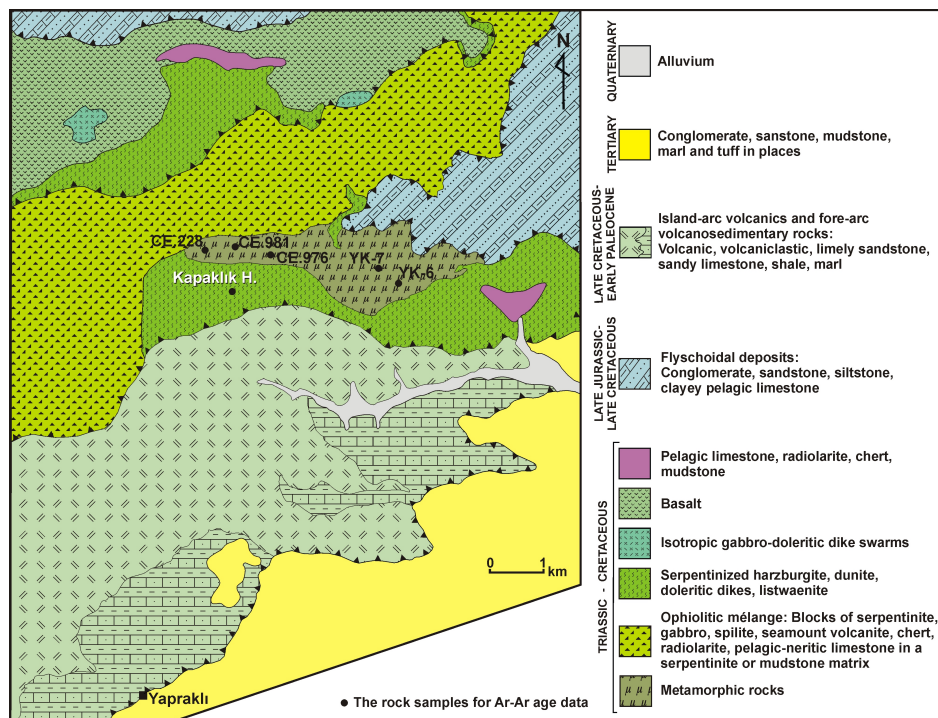 N
CE.228
CE.981
CE.976
YK-7
YK-6
Kapaklık H.
0 1
km
Yapraklı
The rock samples for Ar-Ar age data
QUATERNARY
Alluvium
TERTIARY
Conglomerate, sanstone, mudstone,
marl and tuff in places
LATE CRETACEOUS-
EARLY PALEOCENE
Island-arc volcanics and fore-arc
volcanosedimentary rocks:
Volcanic, volcaniclastic, limely sandstone,
sandy limestone, shale, marl
LATE JURASSIC-
LATE CRETACEOUS
Flyschoidal deposits:
Conglomerate, sandstone, siltstone,
clayey pelagic limestone
TRIASSIC - CRETACEOUS
Pelagic limestone, radiolarite, chert,
mudstone
Basalt
Isotropic gabbro-doleritic dike swarms
Serpentinized harzburgite, dunite,
doleritic dikes, listwaenite
Ophiolitic mélange: Blocks of serpentinite,
gabbro, spilite, seamount volcanite, chert,
radiolarite, pelagic-neritic limestone in a
serpentinite or mudstone matrix
Metamorphic rocks